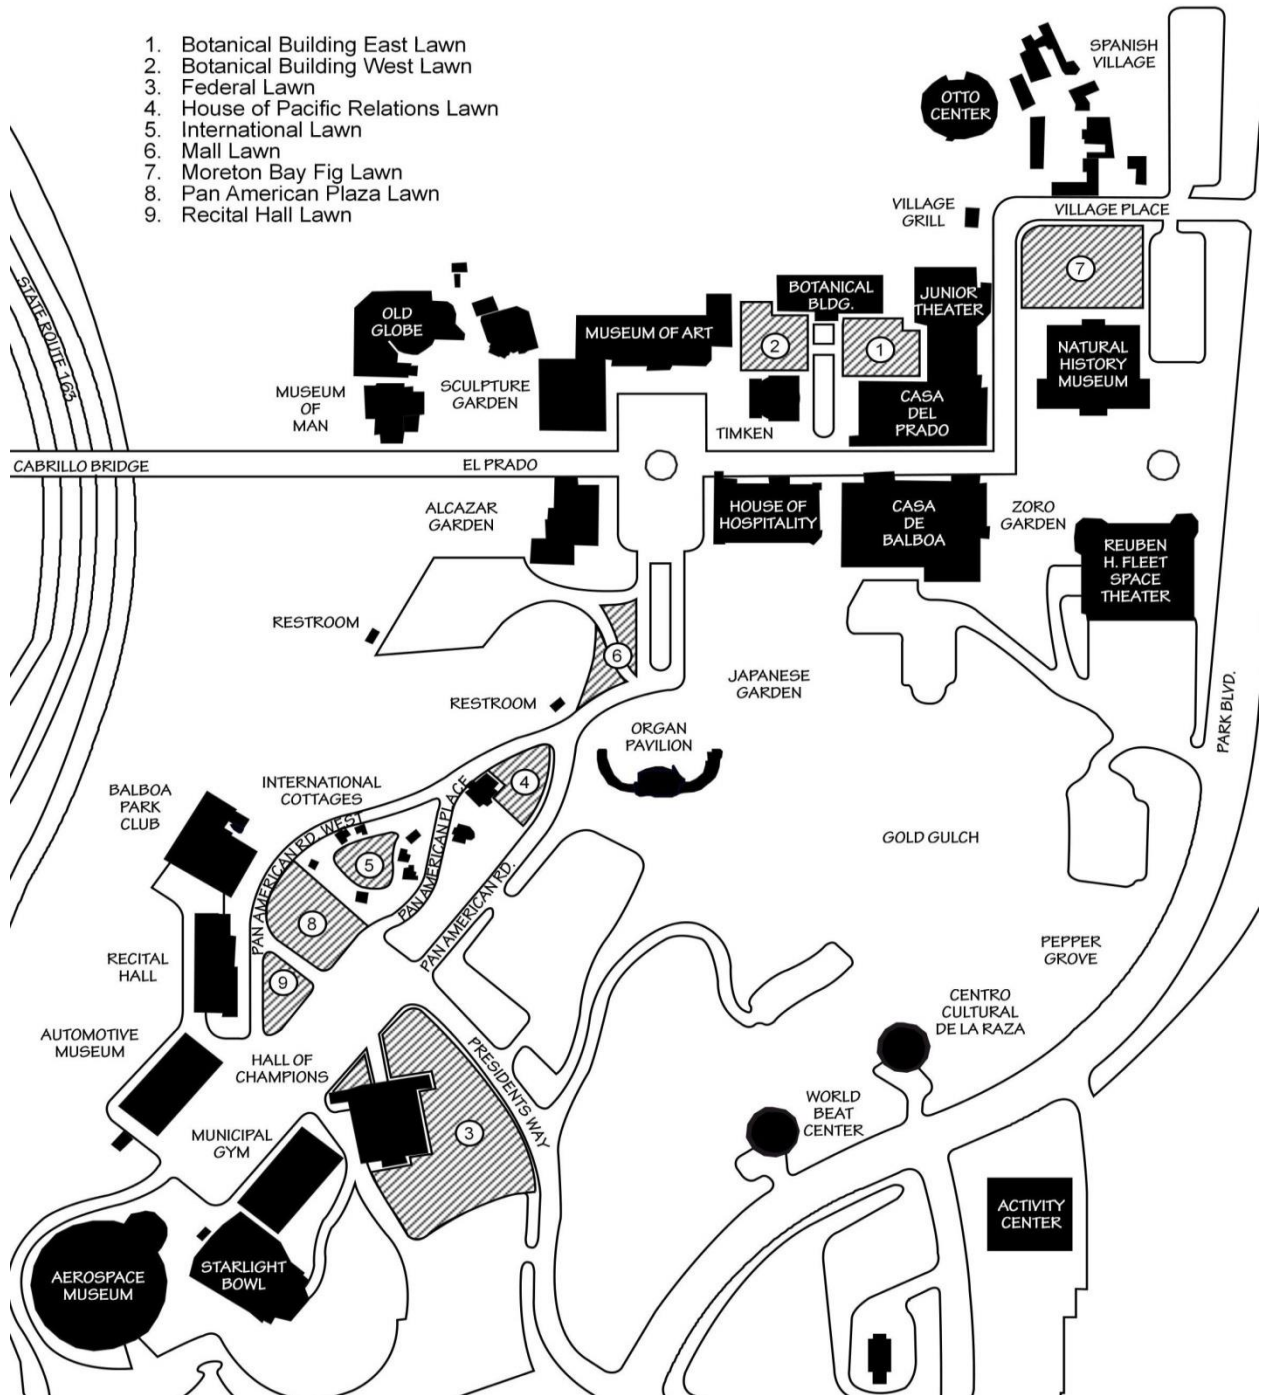 1. Botanical Building East Lawn
2. Botanical Building West Lawn
3. Federal Lawn
4. House of Pacific Relations Lawn
5. International Lawn
6. Mall Lawn
7. Moreton Bay Fig Lawn
8. Pan American Plaza Lawn
9. Recital Hall Lawn
SPANISH
VILLAGE
OTTO
CENTER
VILLAGE
GRILL
VILLAGE PLACE
7
STATE ROUTE 163
OLD
GLOBE
MUSEUM OF ART
BOTANICAL
BLDG.
JUNIOR
THEATER
2
1
NATURAL
HISTORY
MUSEUM
MUSEUM
OF
MAN
SCULPTURE
GARDEN
TIMKEN
CASA
DEL
PRADO
CABRILLO BRIDGE
EL PRADO
ALCAZAR
GARDEN
HOUSE OF
HOSPITALITY
CASA
DE
BALBOA
ZORO
GARDEN
REUBEN
H. FLEET
SPACE
THEATER
RESTROOM
6
RESTROOM
JAPANESE
GARDEN
PARK BLVD.
ORGAN
PAVILION
BALBOA
PARK
CLUB
INTERNATIONAL
COTTAGES
4
PAN AMERICAN RD. WEST
PAN AMERICAN PLACE
5
GOLD GULCH
8
PAN AMERICAN RD.
RECITAL
HALL
9
PEPPER
GROVE
AUTOMOTIVE
MUSEUM
HALL OF
CHAMPIONS
PRESIDENTS WAY
CENTRO
CULTURAL
DE LA RAZA
MUNICIPAL
GYM
3
WORLD
BEAT
CENTER
ACTIVITY
CENTER
AEROSPACE
MUSEUM
STARLIGHT
BOWL